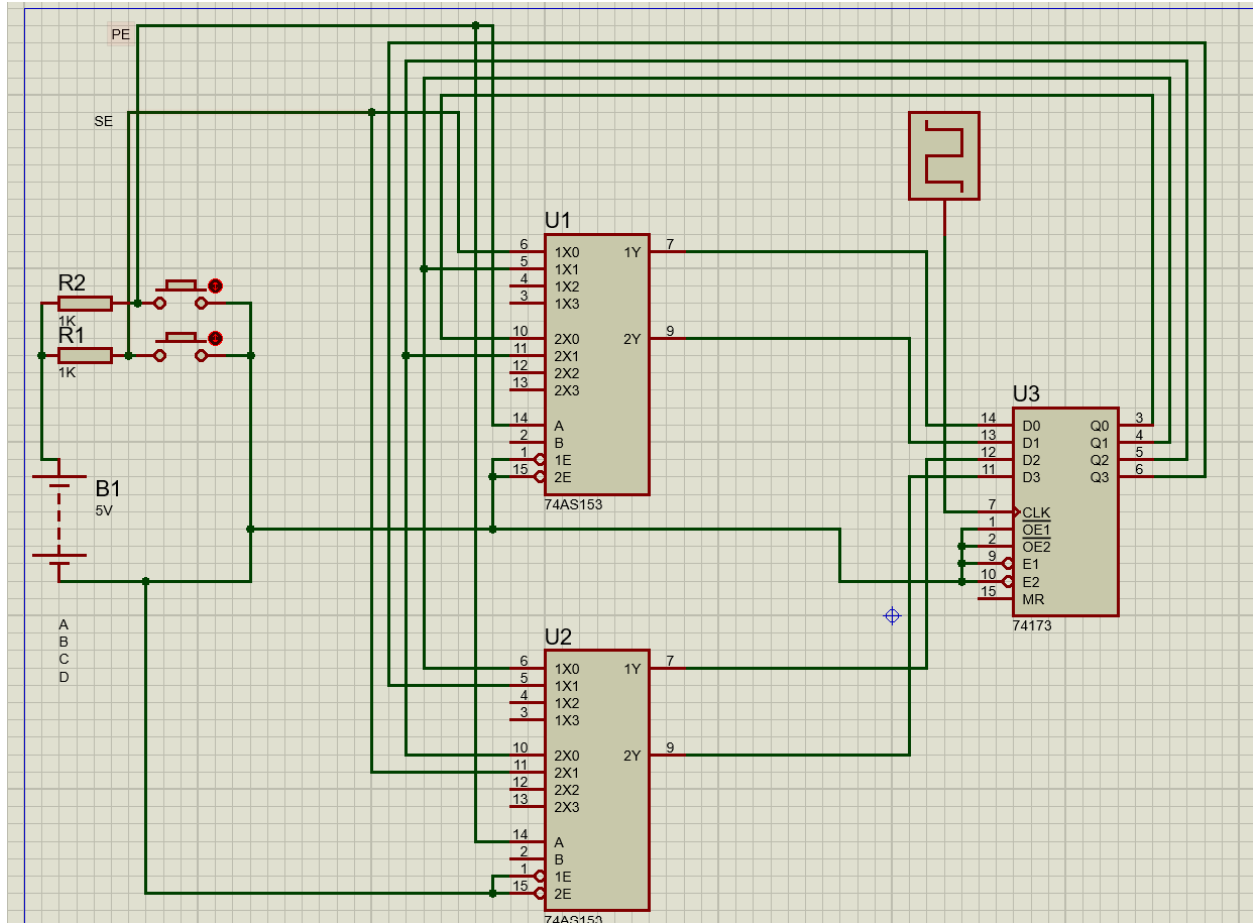 PE
SE
R2
1K
R1
1K
B1
5V
A
B
C
D
U1
6 1X0 1Y 7
5 1X1
4 1X2
3 1X3
10 2X0 2Y 9
11 2X1
12 2X2
13 2X3
14 A
2 B
1 1E
15 2E
74AS153
U2
6 1X0 1Y 7
5 1X1
4 1X2
3 1X3
10 2X0 2Y 9
11 2X1
12 2X2
13 2X3
14 A
2 B
1 1E
15 2E
74AS153
U3
14 D0 Q0 3
13 D1 Q1 4
12 D2 Q2 5
11 D3 Q3 6
7 CLK
1 OE1
2 OE2
9 E1
10 E2
15 MR
74173